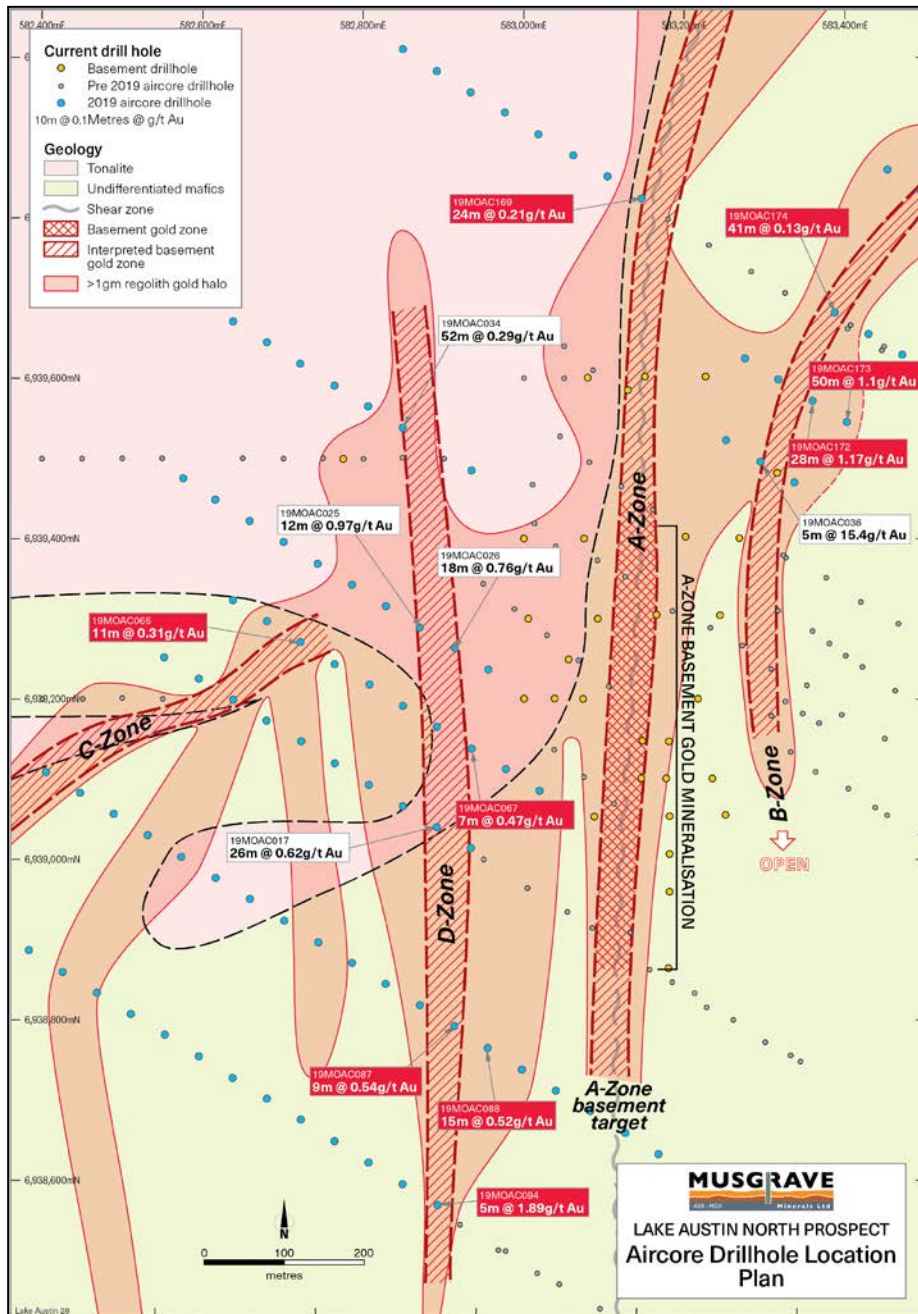 582,400mE
582,600mE
582,800mE
583,000mE
583,200mE
583,400mE
Current drill hole
Basement drillhole
Pre 2019 aircore drillhole
2019 aircore drillhole
10m @ 0.1 Metres @ g/t Au
Geology
Tonalite
Undifferentiated mafics
Shear zone
Basement gold zone
Interpreted basement
gold zone
>1gm regolith gold halo
19MOAC169
24m @ 0.21g/t Au
19MOAC174
41m @ 0.13g/t Au
19MOAC034
52m @ 0.29g/t Au
6,939,600mN
19MOAC173
50m @ 1.1g/t Au
19MOAC172
28m @ 1.17g/t Au
A-Zone
19MOAC025
12m @ 0.97g/t Au
19MOAC036
5m @ 15.4g/t Au
6,939,400mN
19MOAC026
18m @ 0.76g/t Au
A-ZONE BASEMENT GOLD MINERALISATION
19MOAC065
11m @ 0.31g/t Au
6,939,200mN
C-Zone
B-Zone
19MOAC067
7m @ 0.47g/t Au
19MOAC017
26m @ 0.62g/t Au
6,939,000mN
OPEN
D-Zone
6,938,800mN
19MOAC087
9m @ 0.54g/t Au
19MOAC088
15m @ 0.52g/t Au
A-Zone
basement
target
6,938,600mN
19MOAC094
5m @ 1.89g/t Au
N
0 100 200
metres
MUSGRAVE
Minerals Ltd
LAKE AUSTIN NORTH PROSPECT
Aircore Drillhole Location
Plan
Lake Austin 28